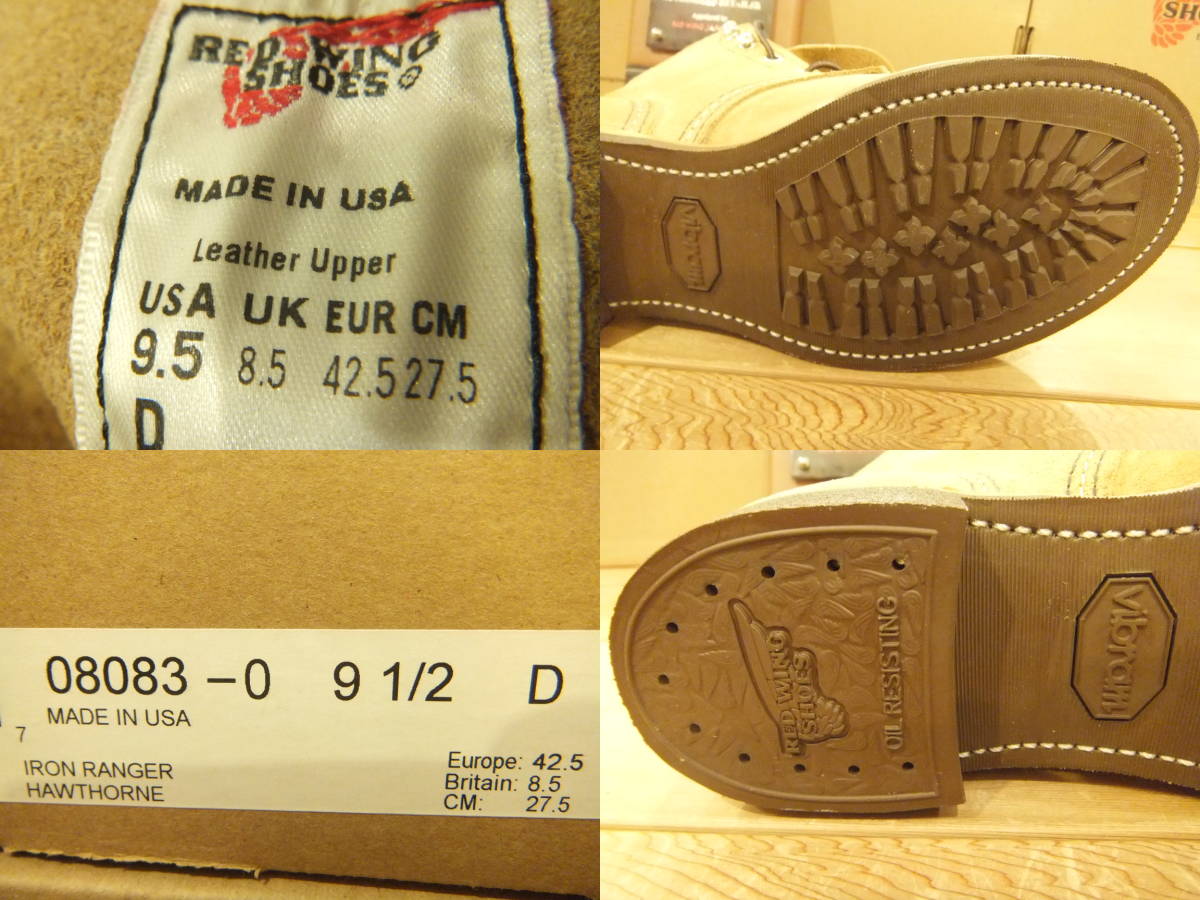 RED WING
SHOES®
MADE IN USA
Leather Upper
USA UK EUR CM
9.5 8.5 42.5 27.5
D
SHOES
vibram
08083 -0 9 1/2 D
MADE IN USA
7
IRON RANGER
HAWTHORNE
Europe: 42.5
Britain: 8.5
CM: 27.5
RED WING
SHOES
OIL RESISTING
vibram